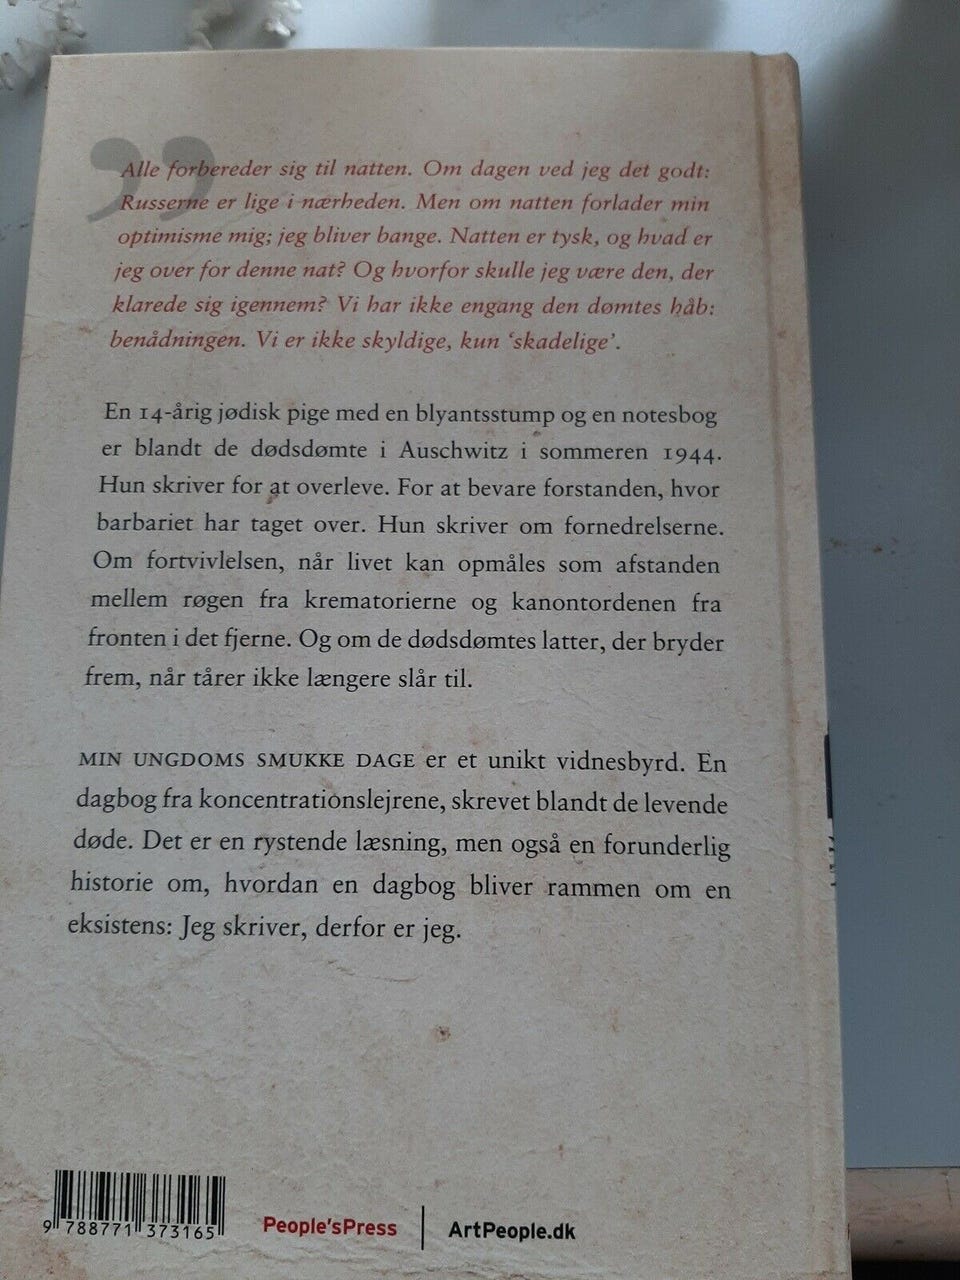 ”
Alle forbereder sig til natten. Om dagen ved jeg det godt:
Russerne er lige i nærheden. Men om natten forlader min
optimisme mig; jeg bliver bange. Natten er tysk, og hvad er
jeg over for denne nat? Og hvorfor skulle jeg være den, der
klarede sig igennem? Vi har ikke engang den dømtes håb:
benådningen. Vi er ikke skyldige, kun ‘skadelige’.
En 14-årig jødisk pige med en blyantsstump og en notesbog
er blandt de dødsdømte i Auschwitz i sommeren 1944.
Hun skriver for at overleve. For at bevare forstanden, hvor
barbariet har taget over. Hun skriver om fornedrelserne.
Om fortvivlelsen, når livet kan opmåles som afstanden
mellem røgen fra krematorierne og kanontordenen fra
fronten i det fjerne. Og om de dødsdømtes latter, der bryder
frem, når tårer ikke længere slår til.
MIN UNGDOMS SMUKKE DAGE er et unikt vidnesbyrd. En
dagbog fra koncentrationslejrene, skrevet blandt de levende
døde. Det er en rystende læsning, men også en forunderlig
historie om, hvordan en dagbog bliver rammen om en
eksistens: Jeg skriver, derfor er jeg.
9 788771 373165
People'sPress | ArtPeople.dk